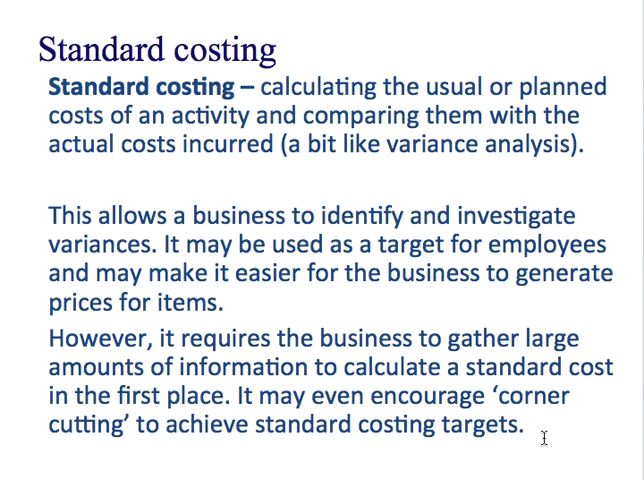 Standard costing
Standard costing – calculating the usual or planned
costs of an activity and comparing them with the
actual costs incurred (a bit like variance analysis).
This allows a business to identify and investigate
variances. It may be used as a target for employees
and may make it easier for the business to generate
prices for items.
However, it requires the business to gather large
amounts of information to calculate a standard cost
in the first place. It may even encourage ‘corner
cutting’ to achieve standard costing targets.